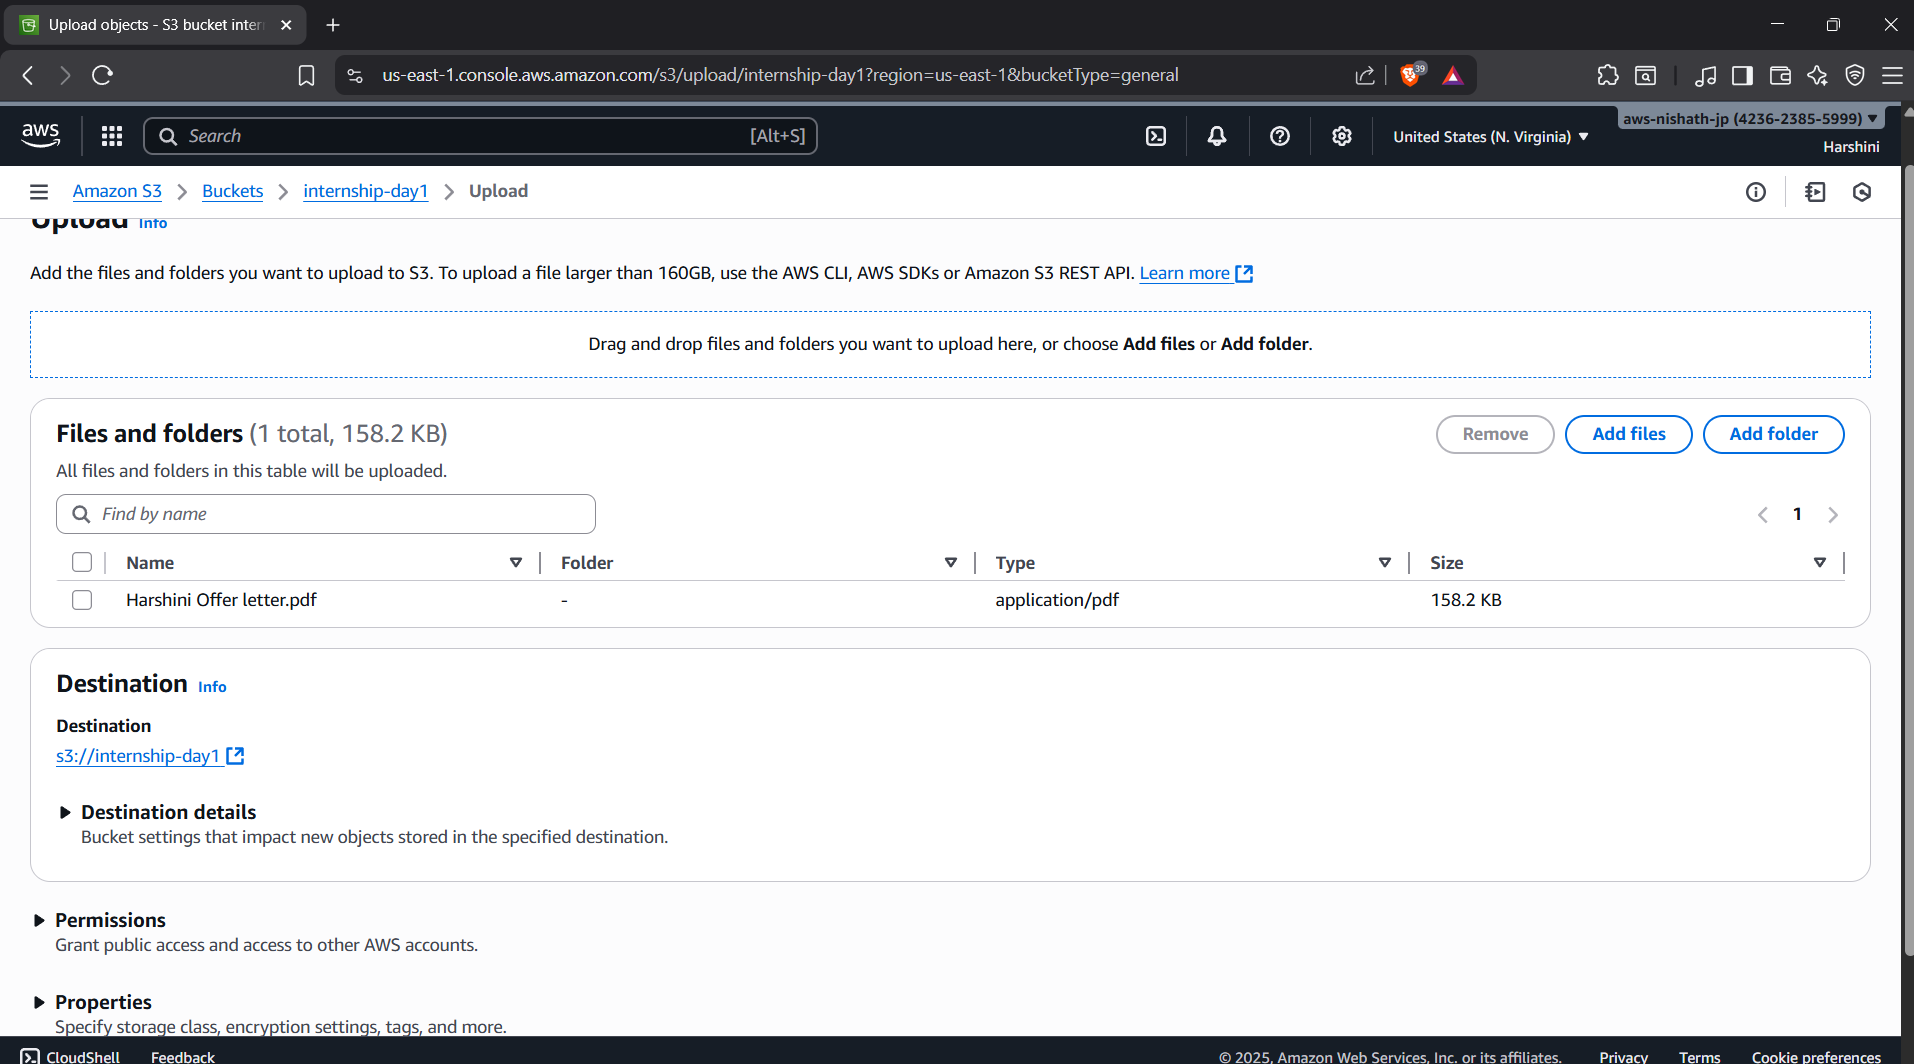 Upload objects - S3 bucket inter
us-east-1.console.aws.amazon.com/s3/upload/internship-day1?region=us-east-1&bucketType=general
39
aws
Search
[Alt+S]
United States (N. Virginia)
aws-nishath-jp (4236-2385-5999)
Harshini
Amazon S3
Buckets
internship-day1
Upload
Upload Info
Add the files and folders you want to upload to S3. To upload a file larger than 160GB, use the AWS CLI, AWS SDKs or Amazon S3 REST API. Learn more
Drag and drop files and folders you want to upload here, or choose Add files or Add folder.
Files and folders (1 total, 158.2 KB)
Remove
Add files
Add folder
All files and folders in this table will be uploaded.
Find by name
1
Name Folder Type Size
Harshini Offer letter.pdf - application/pdf 158.2 KB
Destination Info
Destination
s3://internship-day1
Destination details
Bucket settings that impact new objects stored in the specified destination.
Permissions
Grant public access and access to other AWS accounts.
Properties
Specify storage class, encryption settings, tags, and more.
CloudShell Feedback © 2025, Amazon Web Services, Inc. or its affiliates. Privacy Terms Cookie preferences